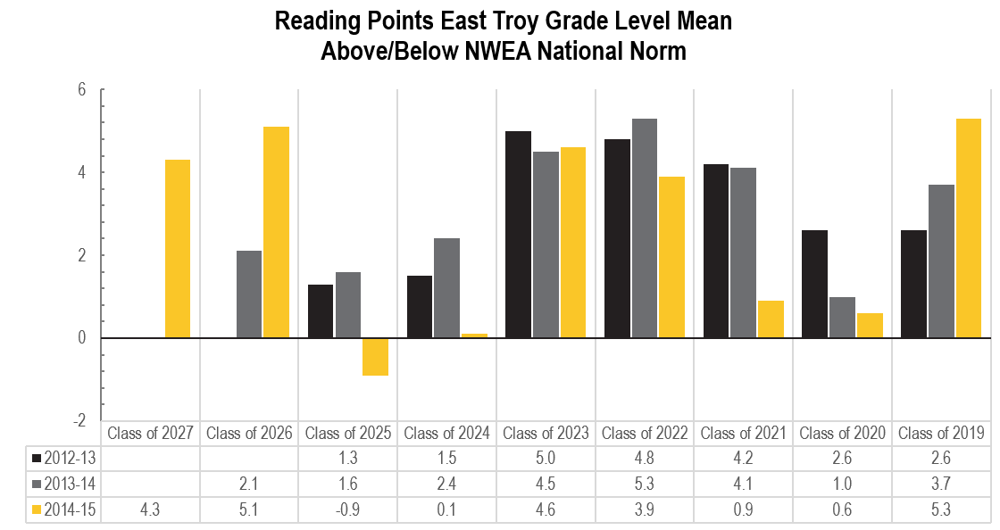 Reading Points East Troy Grade Level Mean
Above/Below NWEA National Norm
6
4
2
0
-2
Class of 2027 Class of 2026 Class of 2025 Class of 2024 Class of 2023 Class of 2022 Class of 2021 Class of 2020 Class of 2019
2012-13 1.3 1.5 5.0 4.8 4.2 2.6 2.6
2013-14 2.1 1.6 2.4 4.5 5.3 4.1 1.0 3.7
2014-15 4.3 5.1 -0.9 0.1 4.6 3.9 0.9 0.6 5.3